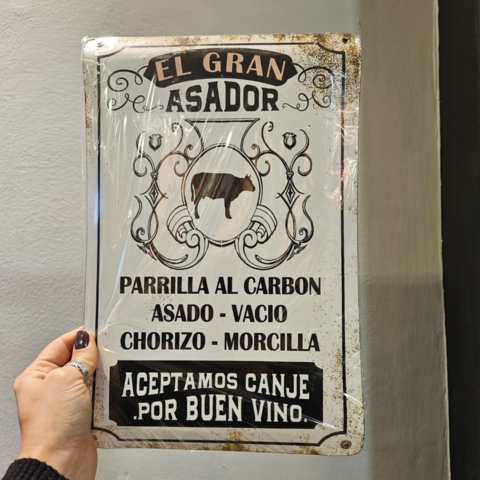 EL GRAN
ASADOR
PARRILLA AL CARBON
ASADO - VACIO
CHORIZO - MORCILLA
ACEPTAMOS CANJE
.POR BUEN VINO.